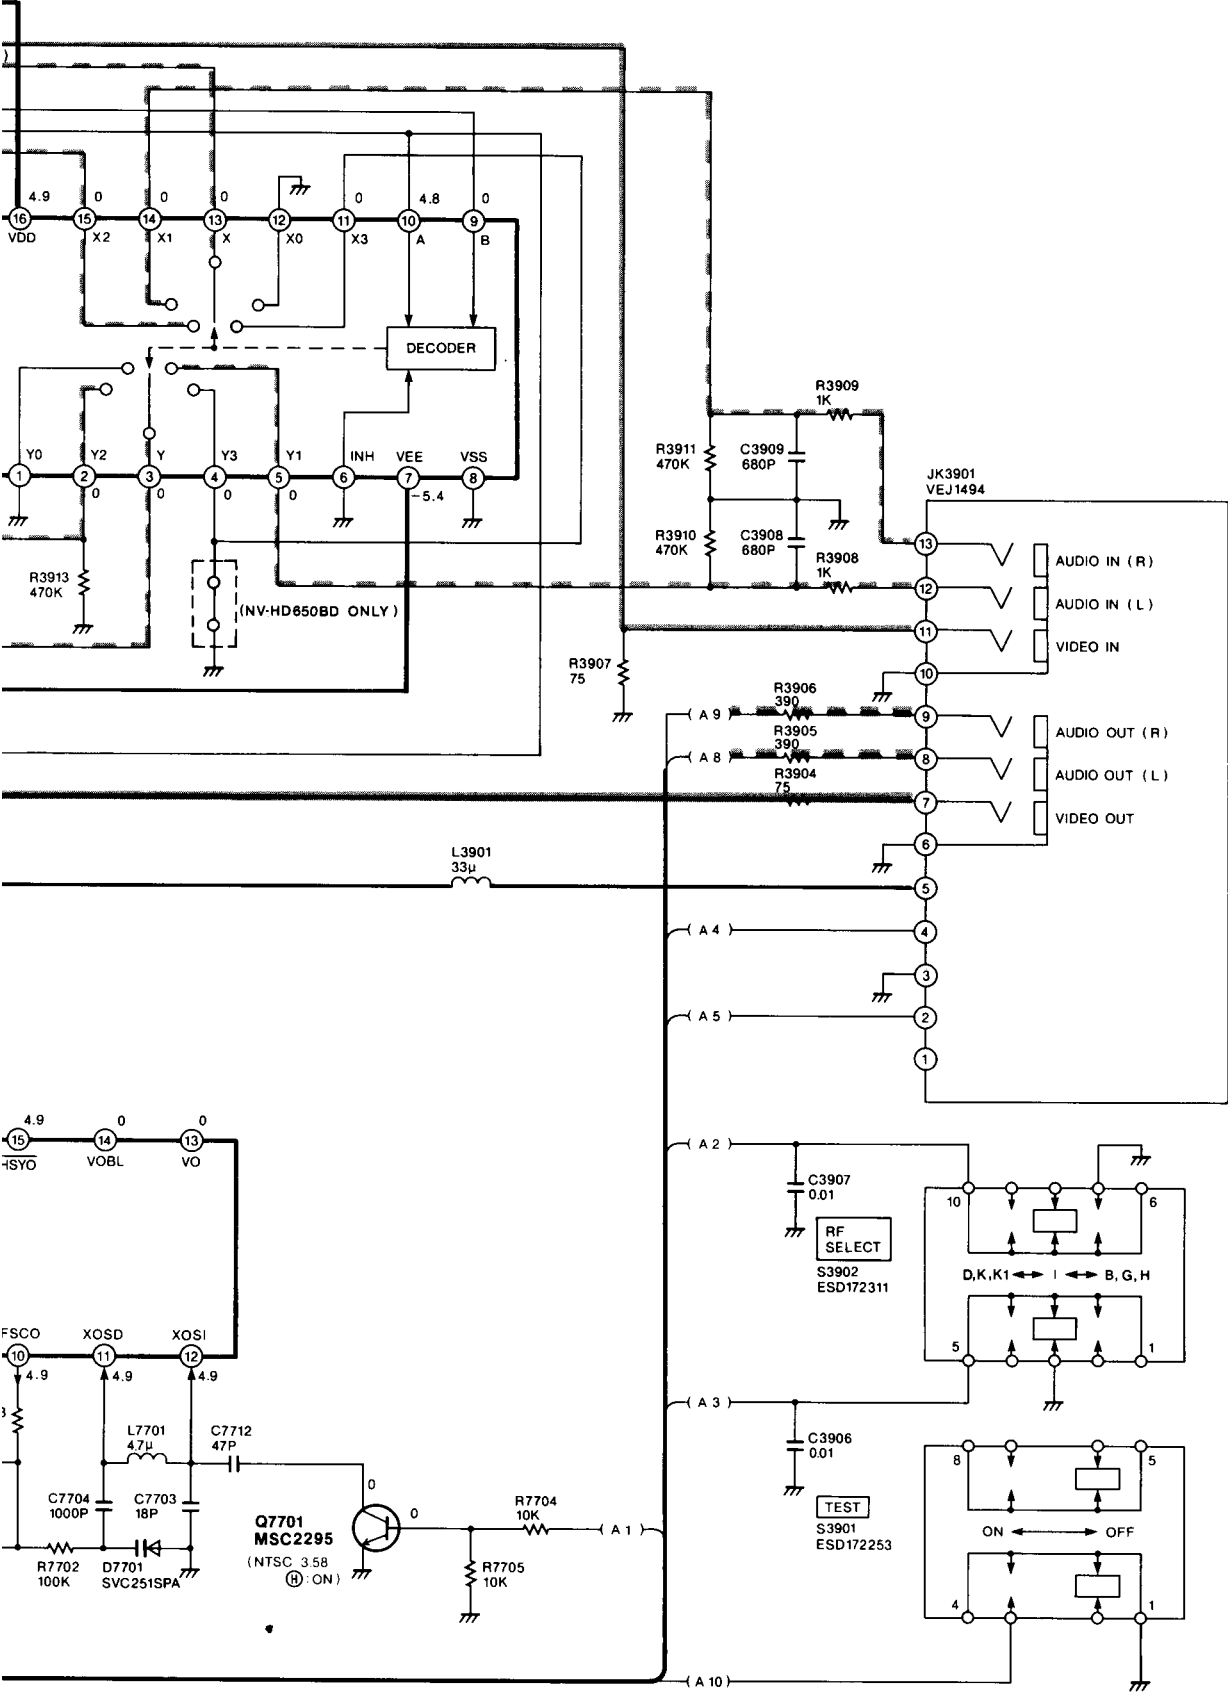 )
4.9 0 0 0 0 4.8 0
16 15 14 13 12 11 10 9
VDD X2 X1 X X0 X3 A B
DECODER
Y0 Y2 Y Y3 Y1 INH VEE VSS
1 2 3 4 5 6 7 8
0 0 0 0 -5.4
R3913
470K
(NV-HD650BD ONLY)
R3909
1K
R3911
470K
C3909
680P
R3910
470K
C3908
680P
R3908
1K
R3907
75
JK3901
VEJ1494
13 AUDIO IN (R)
12 AUDIO IN (L)
11 VIDEO IN
10
R3906
390
A9
9 AUDIO OUT (R)
R3905
390
A8
8 AUDIO OUT (L)
R3904
75
7 VIDEO OUT
6
L3901
33μ
5
A4 4
3
A5 2
1
4.9 0 0
15 14 13
HSYO VOBL VO
A2
C3907
0.01
RF
SELECT
S3902
ESD172311
10 6
D,K,K1 I B, G, H
5 1
FSCO XOSD XOSI
10 11 12
4.9 4.9 4.9
3
L7701
4.7μ
C7712
47P
C7704
1000P
C7703
18P
R7702
100K
D7701
SVC251SPA
0
0
Q7701
MSC2295
(NTSC 3.58
H:ON)
R7704
10K
R7705
10K
A1
A3
C3906
0.01
TEST
S3901
ESD172253
8 5
ON OFF
4 1
A10